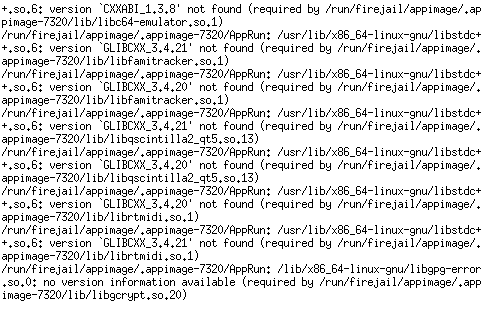 +.so.6: version `CXXABI_1.3.8' not found (required by /run/firejail/appimage/.ap
pimage-7320/lib/libc64-emulator.so.1)
/run/firejail/appimage/.appimage-7320/AppRun: /usr/lib/x86_64-linux-gnu/libstdc+
+.so.6: version `GLIBCXX_3.4.21' not found (required by /run/firejail/appimage/.
appimage-7320/lib/libfamitracker.so.1)
/run/firejail/appimage/.appimage-7320/AppRun: /usr/lib/x86_64-linux-gnu/libstdc+
+.so.6: version `GLIBCXX_3.4.20' not found (required by /run/firejail/appimage/.
appimage-7320/lib/libfamitracker.so.1)
/run/firejail/appimage/.appimage-7320/AppRun: /usr/lib/x86_64-linux-gnu/libstdc+
+.so.6: version `GLIBCXX_3.4.21' not found (required by /run/firejail/appimage/.
appimage-7320/lib/libqscintilla2_qt5.so.13)
/run/firejail/appimage/.appimage-7320/AppRun: /usr/lib/x86_64-linux-gnu/libstdc+
+.so.6: version `GLIBCXX_3.4.20' not found (required by /run/firejail/appimage/.
appimage-7320/lib/libqscintilla2_qt5.so.13)
/run/firejail/appimage/.appimage-7320/AppRun: /usr/lib/x86_64-linux-gnu/libstdc+
+.so.6: version `GLIBCXX_3.4.20' not found (required by /run/firejail/appimage/.
appimage-7320/lib/librtmidi.so.1)
/run/firejail/appimage/.appimage-7320/AppRun: /usr/lib/x86_64-linux-gnu/libstdc+
+.so.6: version `GLIBCXX_3.4.21' not found (required by /run/firejail/appimage/.
appimage-7320/lib/librtmidi.so.1)
/run/firejail/appimage/.appimage-7320/AppRun: /lib/x86_64-linux-gnu/libgpg-error
.so.0: no version information available (required by /run/firejail/appimage/.app
image-7320/lib/libgcrypt.so.20)